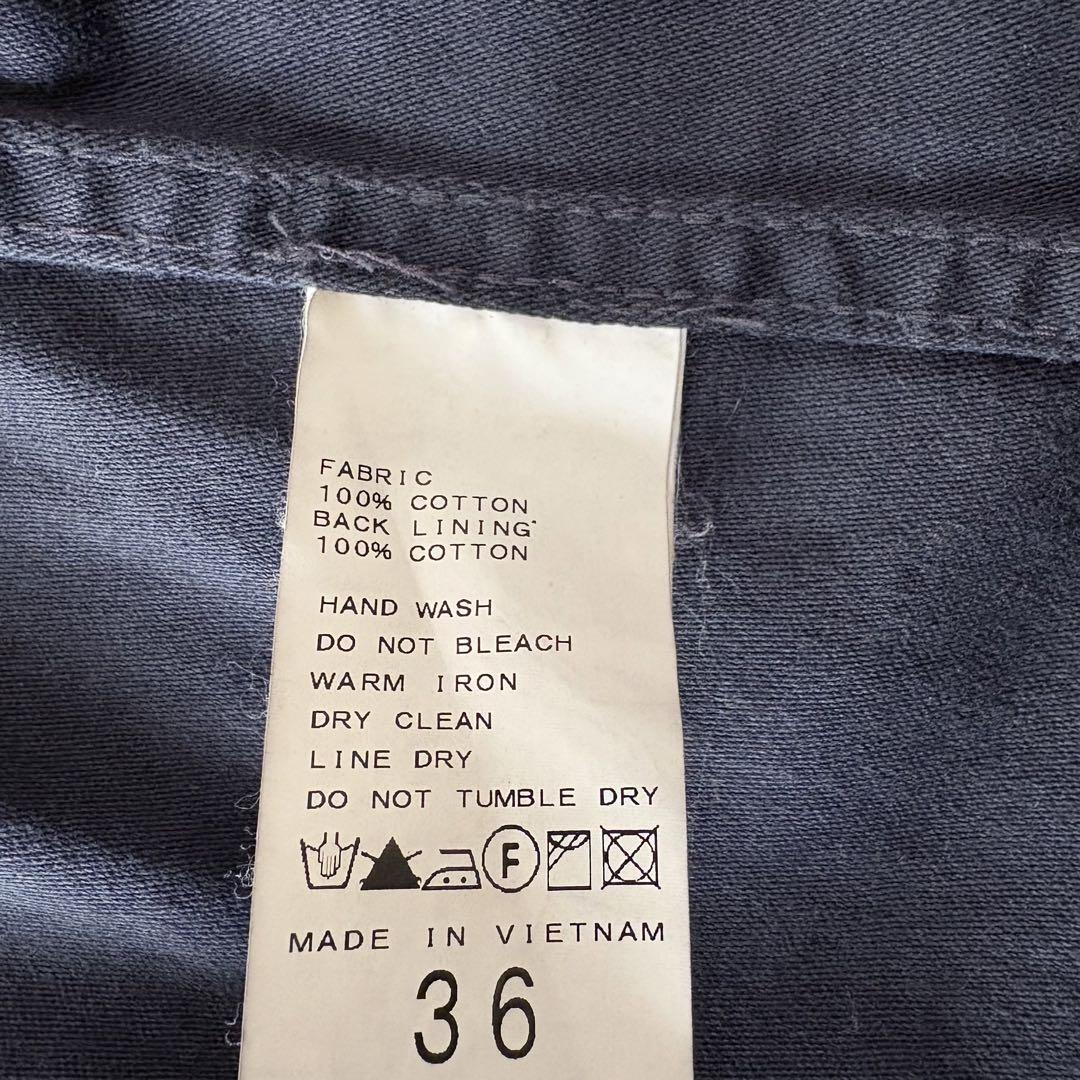 FABRIC
100% COTTON
BACK LINING
100% COTTON
HAND WASH
DO NOT BLEACH
WARM IRON
DRY CLEAN
LINE DRY
DO NOT TUMBLE DRY
F
MADE IN VIETNAM
36